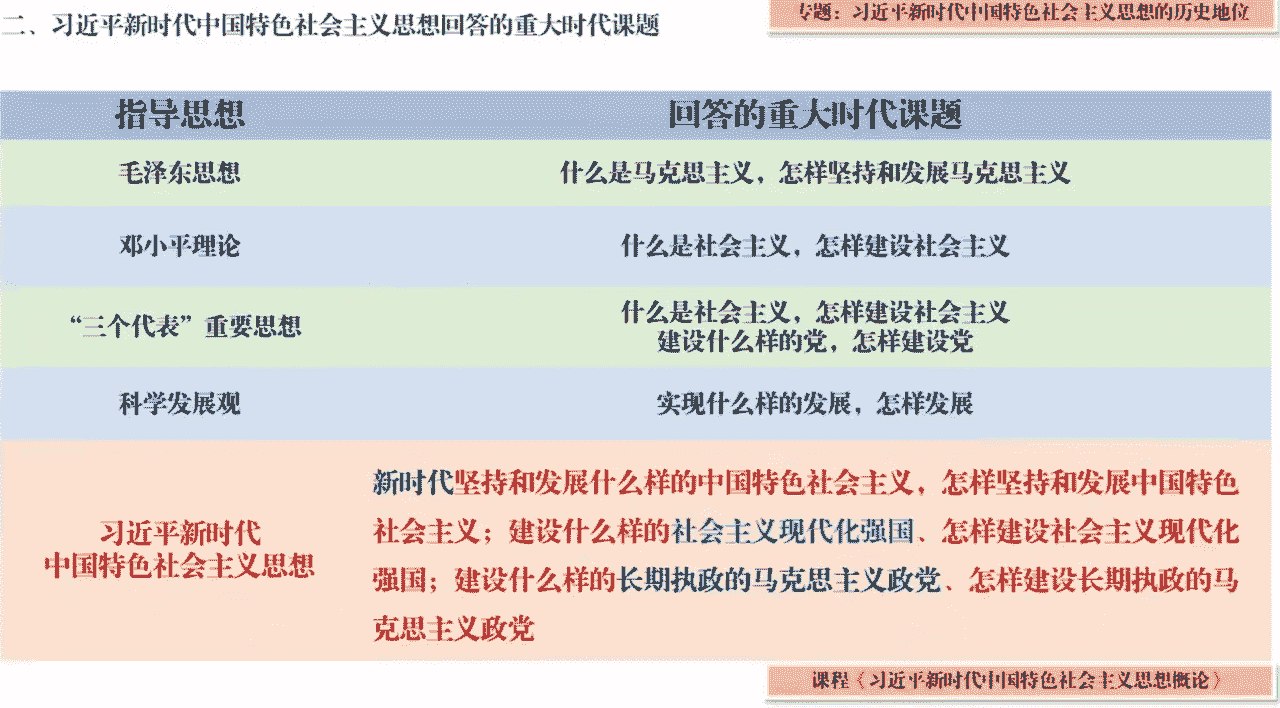 专题：习近平新时代中国特色社会主义思想的历史地位
二、习近平新时代中国特色社会主义思想回答的重大时代课题
指导思想
回答的重大时代课题
毛泽东思想
什么是马克思主义，怎样坚持和发展马克思主义
邓小平理论
什么是社会主义，怎样建设社会主义
“三个代表”重要思想
什么是社会主义，怎样建设社会主义
建设什么样的党，怎样建设党
科学发展观
实现什么样的发展，怎样发展
习近平新时代
中国特色社会主义思想
新时代坚持和发展什么样的中国特色社会主义，怎样坚持和发展中国特色
社会主义；建设什么样的社会主义现代化强国、怎样建设社会主义现代化
强国；建设什么样的长期执政的马克思主义政党、怎样建设长期执政的马
克思主义政党
课程《习近平新时代中国特色社会主义思想概论》